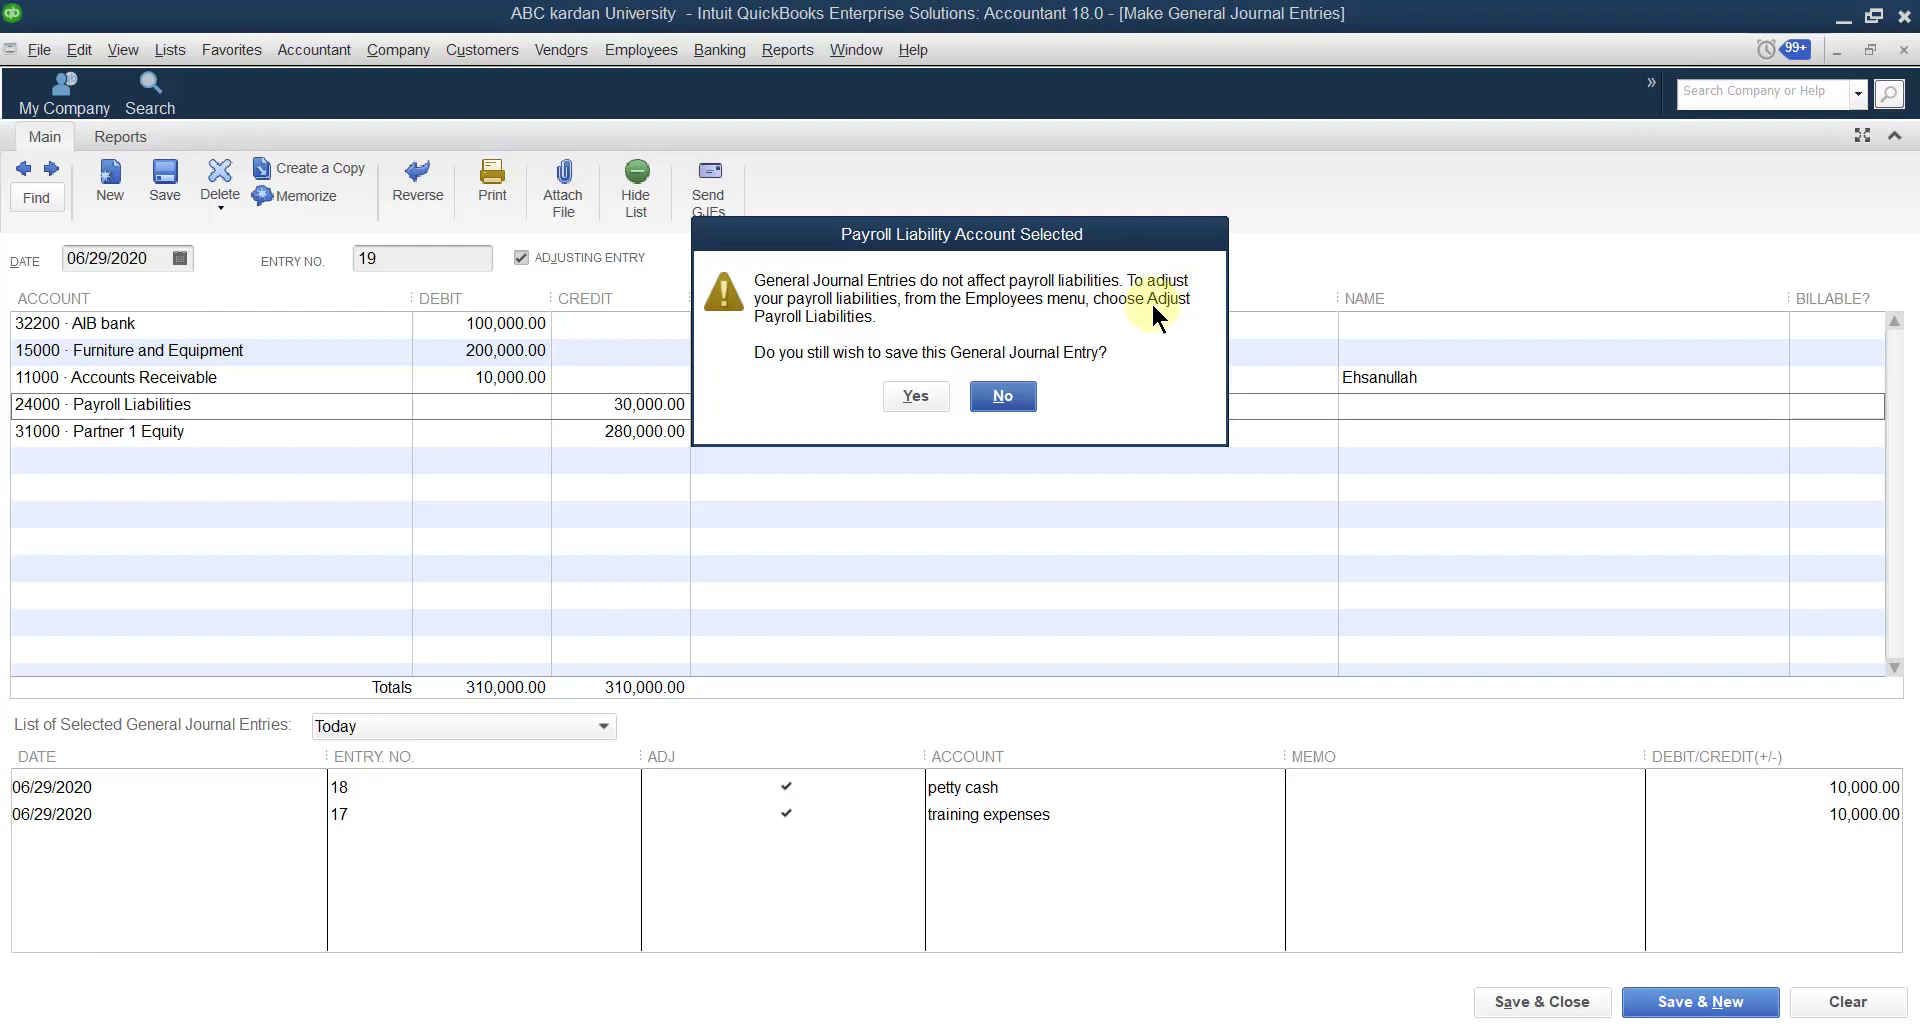 ABC kardan University - Intuit QuickBooks Enterprise Solutions: Accountant 18.0 - [Make General Journal Entries]
File Edit View Lists Favorites Accountant Company Customers Vendors Employees Banking Reports Window Help 99+
My Company Search » Search Company or Help
Main Reports
Find New Save Delete Create a Copy Memorize Reverse Print Attach File Hide List Send GJEs
DATE 06/29/2020 ENTRY NO. 19 ADJUSTING ENTRY
ACCOUNT DEBIT CREDIT NAME BILLABLE?
32200 · AIB bank 100,000.00
15000 · Furniture and Equipment 200,000.00
11000 · Accounts Receivable 10,000.00 Ehsanullah
24000 · Payroll Liabilities 30,000.00
31000 · Partner 1 Equity 280,000.00
Totals 310,000.00 310,000.00
Payroll Liability Account Selected
General Journal Entries do not affect payroll liabilities. To adjust
your payroll liabilities, from the Employees menu, choose Adjust
Payroll Liabilities.
Do you still wish to save this General Journal Entry?
Yes No
List of Selected General Journal Entries: Today
DATE ENTRY. NO. ADJ ACCOUNT MEMO DEBIT/CREDIT(+/-)
06/29/2020 18 petty cash 10,000.00
06/29/2020 17 training expenses 10,000.00
Save & Close Save & New Clear